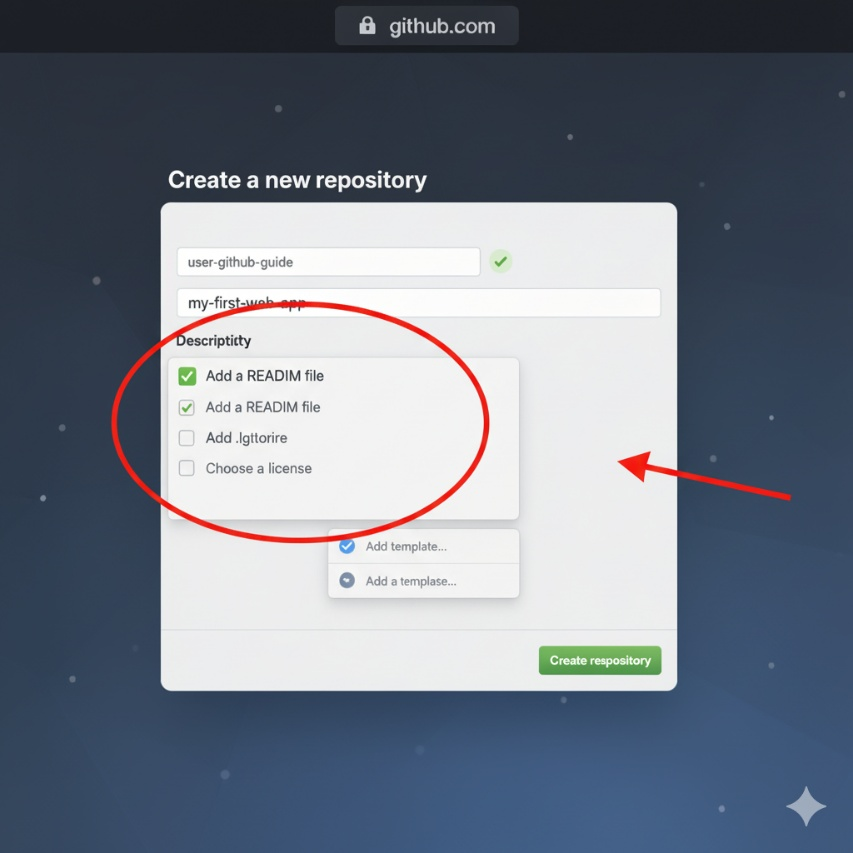 github.com
Create a new repository
user-github-guide
my-first-web-app
Descriptitty
Add a READIM file
Add a READIM file
Add .lgttorire
Choose a license
Add template...
Add a templase...
Create respository